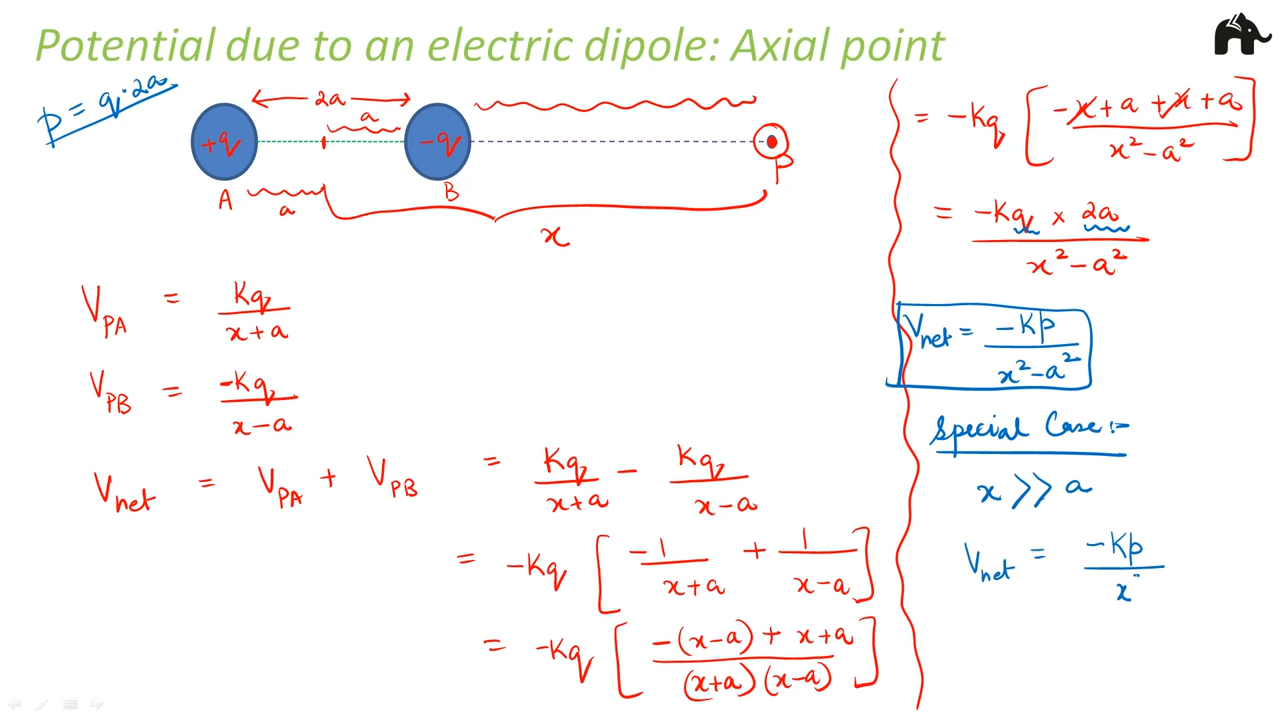 Potential due to an electric dipole: Axial point
p = q·2a
2a
a
+q
-q
P
A
a
B
x
V_PA = Kq/(x+a)
V_PB = -Kq/(x-a)
V_net = V_PA + V_PB = Kq/(x+a) - Kq/(x-a)
= -Kq [ -1/(x+a) + 1/(x-a) ]
= -Kq [ (-(x-a) + x+a)/((x+a)(x-a)) ]
= -Kq [ (-x+a+x+a)/(x²-a²) ]
= (-Kq × 2a)/(x²-a²)
V_net = -Kp/(x²-a²)
Special Case:-
x >> a
V_net = -Kp/x